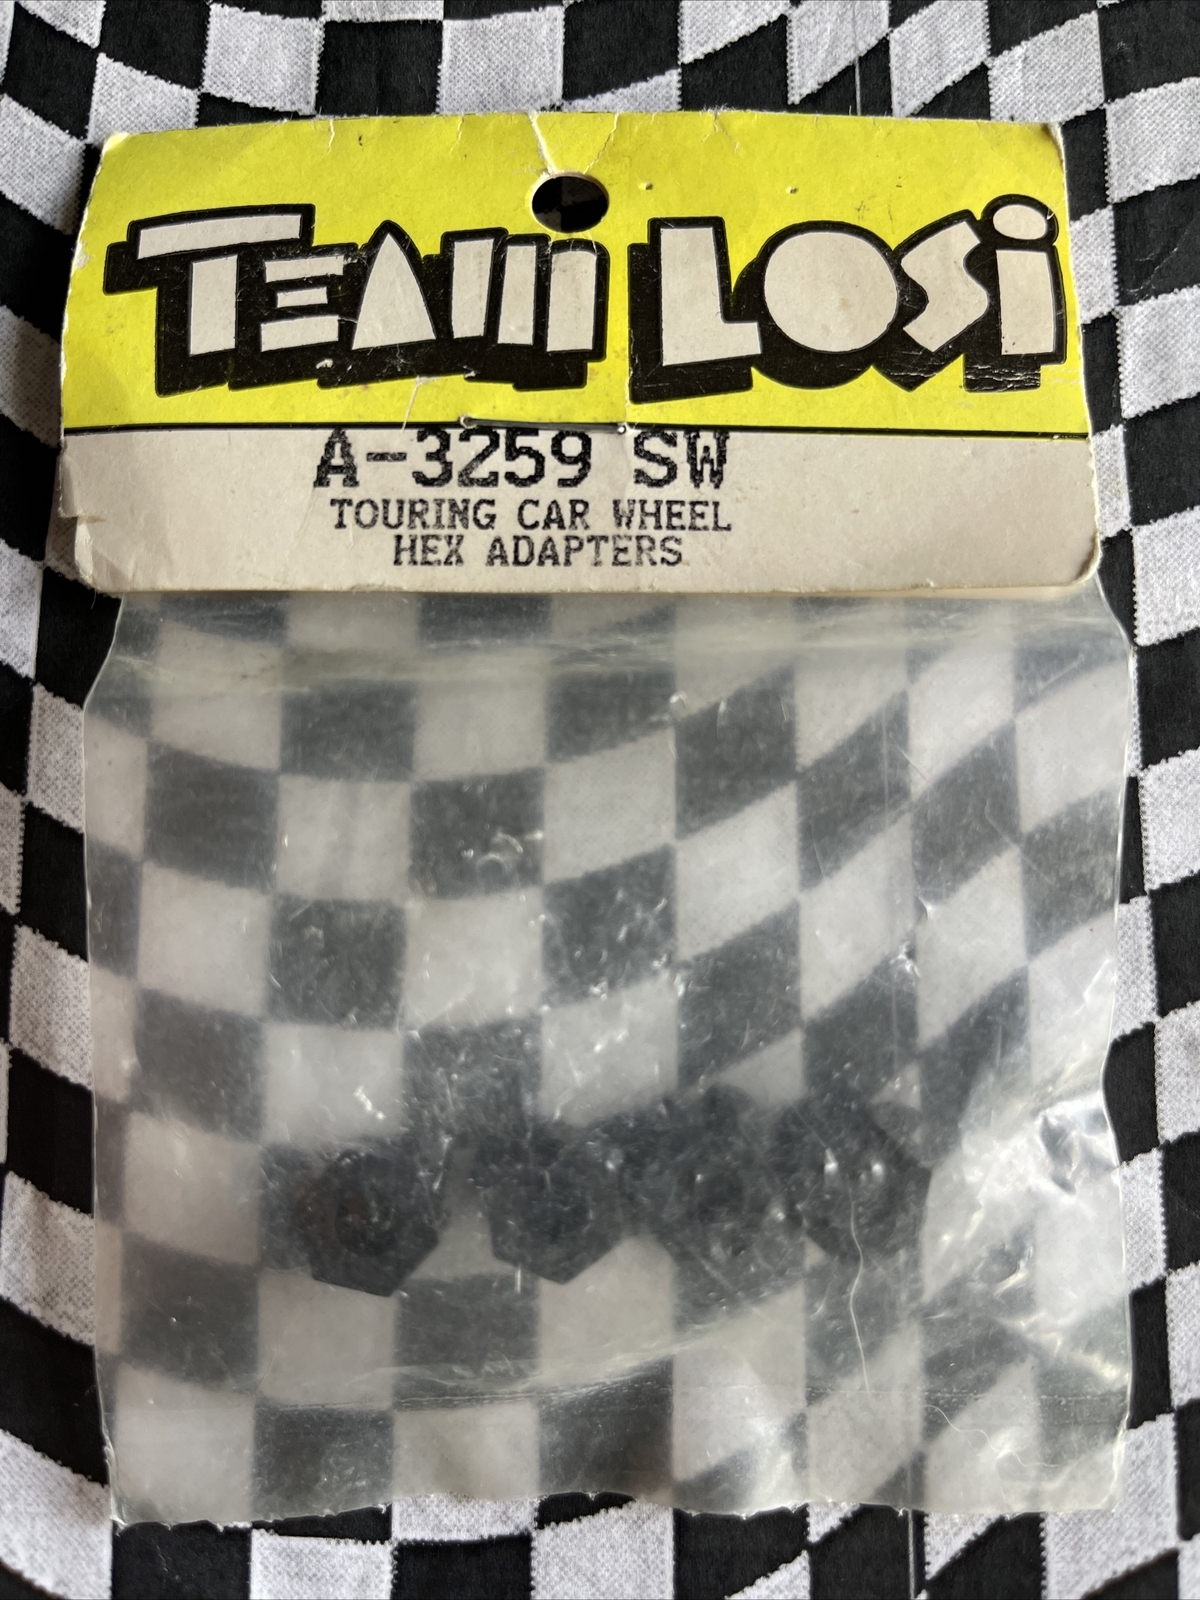 TEAM LOSi
A-3259 SW
TOURING CAR WHEEL
HEX ADAPTERS